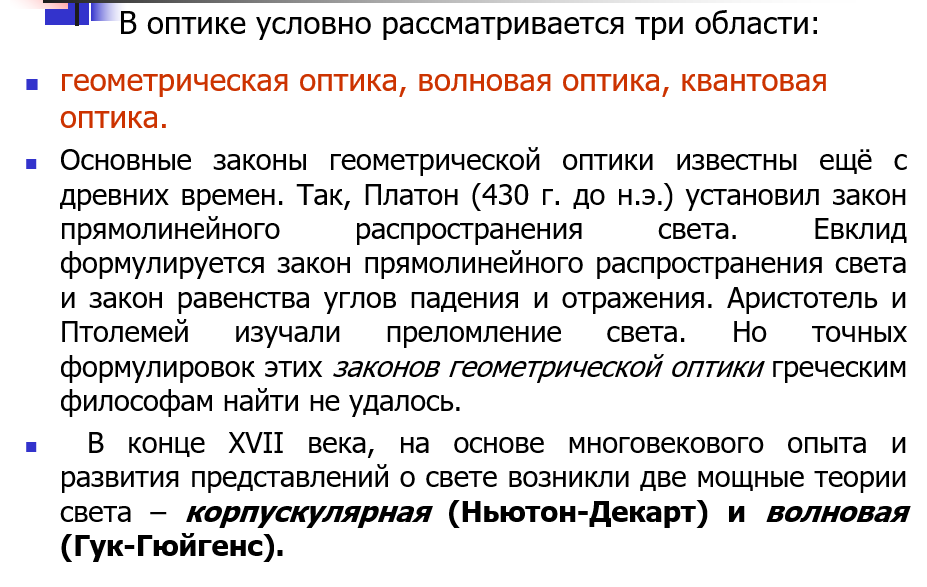 В оптике условно рассматривается три области:
геометрическая оптика, волновая оптика, квантовая
оптика.
Основные законы геометрической оптики известны ещё с
древних времен. Так, Платон (430 г. до н.э.) установил закон
прямолинейного распространения света. Евклид
формулируется закон прямолинейного распространения света
и закон равенства углов падения и отражения. Аристотель и
Птолемей изучали преломление света. Но точных
формулировок этих законов геометрической оптики греческим
философам найти не удалось.
В конце XVII века, на основе многовекового опыта и
развития представлений о свете возникли две мощные теории
света – корпускулярная (Ньютон-Декарт) и волновая
(Гук-Гюйгенс).